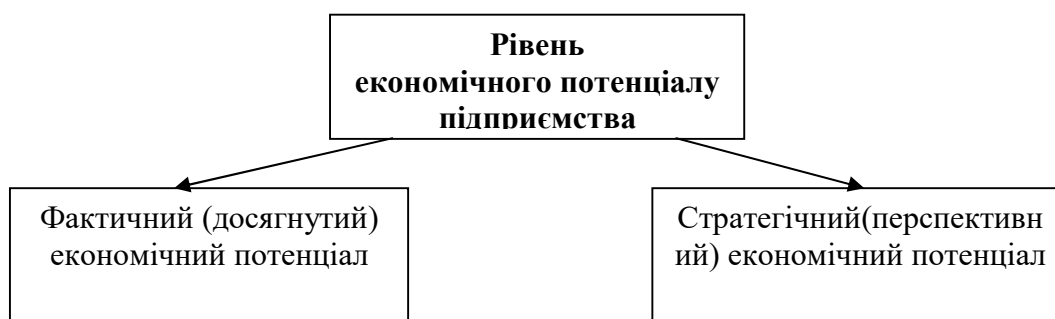 Рівень
економічного потенціалу
підприємства
Фактичний (досягнутий)
економічний потенціал
Стратегічний(перспективн
ий) економічний потенціал